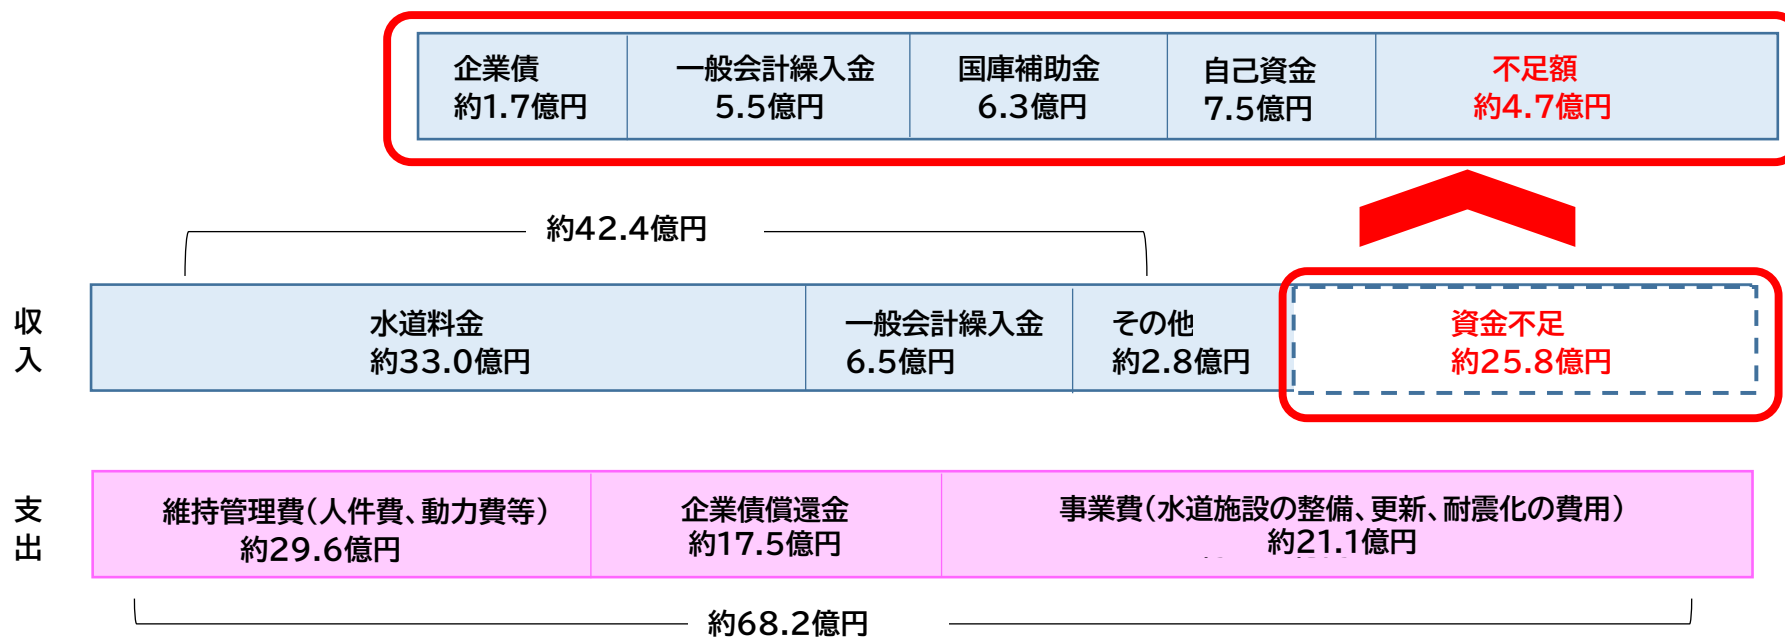 企業債
約1.7億円
一般会計繰入金
5.5億円
国庫補助金
6.3億円
自己資金
7.5億円
不足額
約4.7億円
約42.4億円
収入
水道料金
約33.0億円
一般会計繰入金
6.5億円
その他
約2.8億円
資金不足
約25.8億円
支出
維持管理費(人件費、動力費等)
約29.6億円
企業債償還金
約17.5億円
事業費(水道施設の整備、更新、耐震化の費用)
約21.1億円
約68.2億円